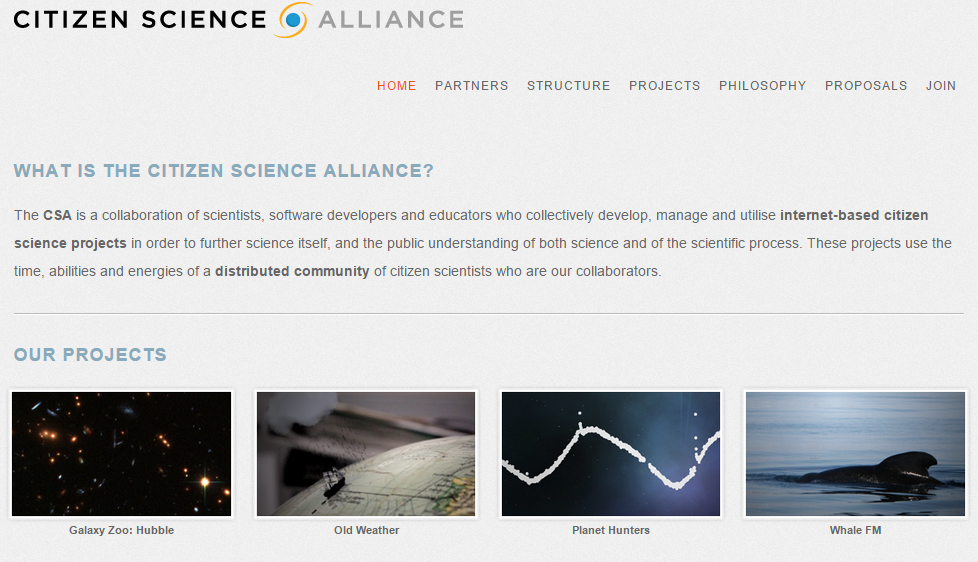 CITIZEN SCIENCE ALLIANCE
HOME PARTNERS STRUCTURE PROJECTS PHILOSOPHY PROPOSALS JOIN
WHAT IS THE CITIZEN SCIENCE ALLIANCE?
The CSA is a collaboration of scientists, software developers and educators who collectively develop, manage and utilise internet-based citizen
science projects in order to further science itself, and the public understanding of both science and of the scientific process. These projects use the
time, abilities and energies of a distributed community of citizen scientists who are our collaborators.
OUR PROJECTS
Galaxy Zoo: Hubble Old Weather Planet Hunters Whale FM